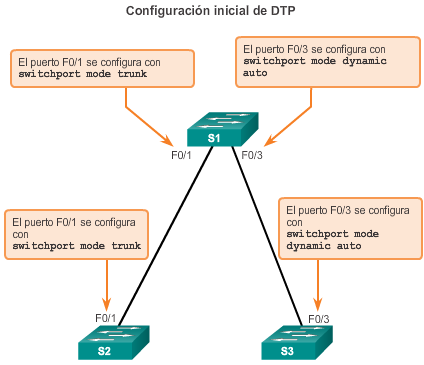 Configuración inicial de DTP
El puerto F0/1 se configura con
switchport mode trunk
El puerto F0/3 se configura con
switchport mode dynamic
auto
S1
F0/1
F0/3
El puerto F0/1 se configura
con
switchport mode trunk
El puerto F0/3 se configura
con
switchport mode
dynamic auto
F0/1
F0/3
S2
S3